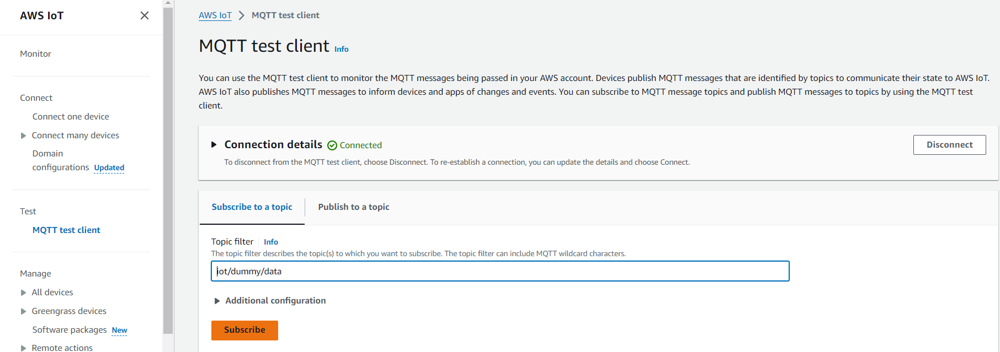 AWS IoT
Monitor
Connect
Connect one device
Connect many devices
Domain
configurations Updated
Test
MQTT test client
Manage
All devices
Greengrass devices
Software packages New
Remote actions
AWS IoT MQTT test client
MQTT test client Info
You can use the MQTT test client to monitor the MQTT messages being passed in your AWS account. Devices publish MQTT messages that are identified by topics to communicate their state to AWS IoT.
AWS IoT also publishes MQTT messages to inform devices and apps of changes and events. You can subscribe to MQTT message topics and publish MQTT messages to topics by using the MQTT test
client.
Connection details Connected
Disconnect
To disconnect from the MQTT test client, choose Disconnect. To re-establish a connection, you can update the details and choose Connect.
Subscribe to a topic Publish to a topic
Topic filter Info
The topic filter describes the topic(s) to which you want to subscribe. The topic filter can include MQTT wildcard characters.
iot/dummy/data
Additional configuration
Subscribe